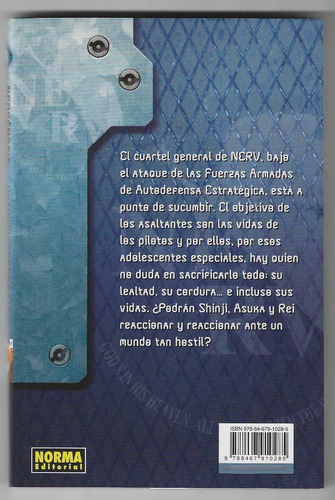 El cuartel general de NERV, bajo
el ataque de las Fuerzas Armadas
de Autodefensa Estratégica, está a
punto de sucumbir. El objetivo de
los asaltantes son las vidas de
los pilotos y por ellos, por esos
adolescentes especiales, hay quien
no duda en sacrificarlo todo: su
lealtad, su cordura... e incluso sus
vidas. ¿Podrán Shinji, Asuka y Rei
reaccionar y reaccionar ante un
mundo tan hostil?
NORMA
Editorial
ISBN 978-84-679-1028-5
9 788467 910285